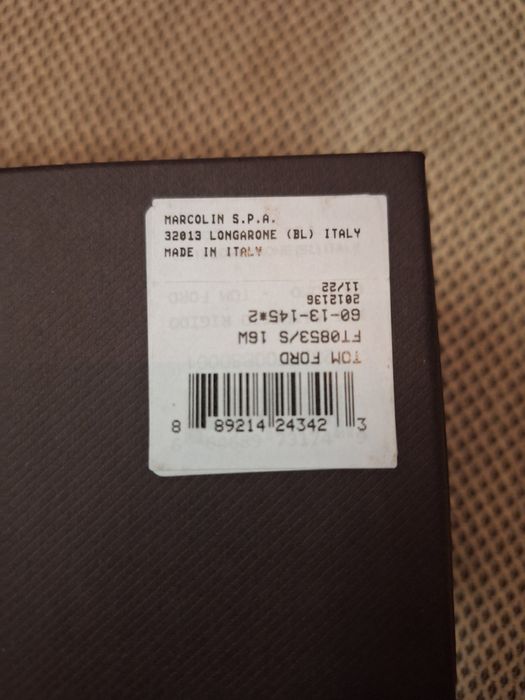 MARCOLIN S.P.A.
32013 LONGARONE (BL) ITALY
MADE IN ITALY
TOM FORD
FT0853/S 16W
60-13-145*2
2012136
11/22
8 89214 24342 3